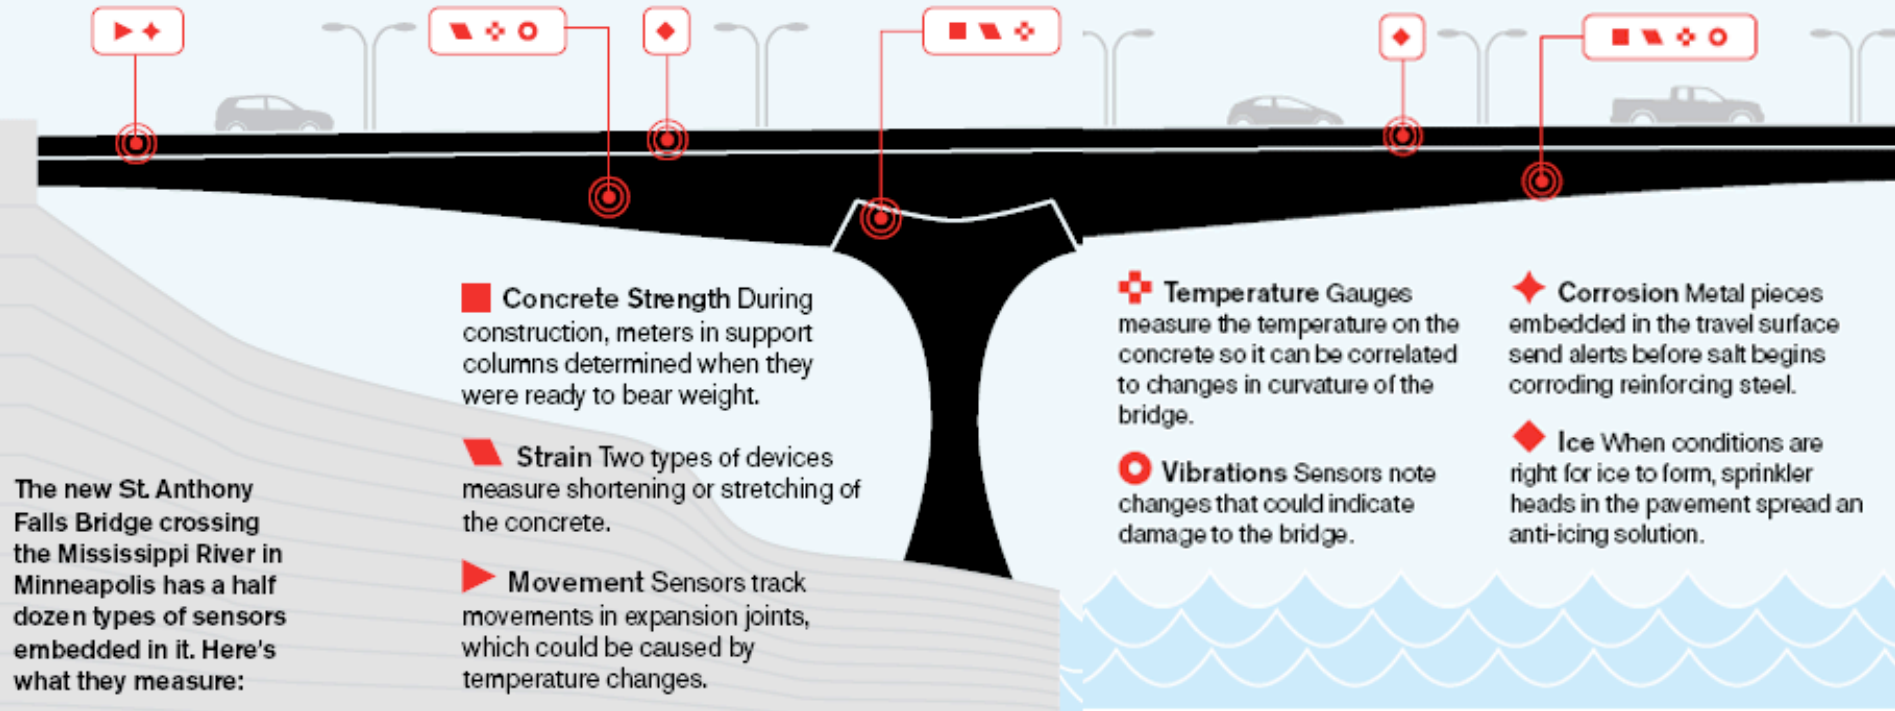 The new St. Anthony
Falls Bridge crossing
the Mississippi River in
Minneapolis has a half
dozen types of sensors
embedded in it. Here's
what they measure:
Concrete Strength During
construction, meters in support
columns determined when they
were ready to bear weight.
Strain Two types of devices
measure shortening or stretching of
the concrete.
Movement Sensors track
movements in expansion joints,
which could be caused by
temperature changes.
Temperature Gauges
measure the temperature on the
concrete so it can be correlated
to changes in curvature of the
bridge.
Vibrations Sensors note
changes that could indicate
damage to the bridge.
Corrosion Metal pieces
embedded in the travel surface
send alerts before salt begins
corroding reinforcing steel.
Ice When conditions are
right for ice to form, sprinkler
heads in the pavement spread an
anti-icing solution.